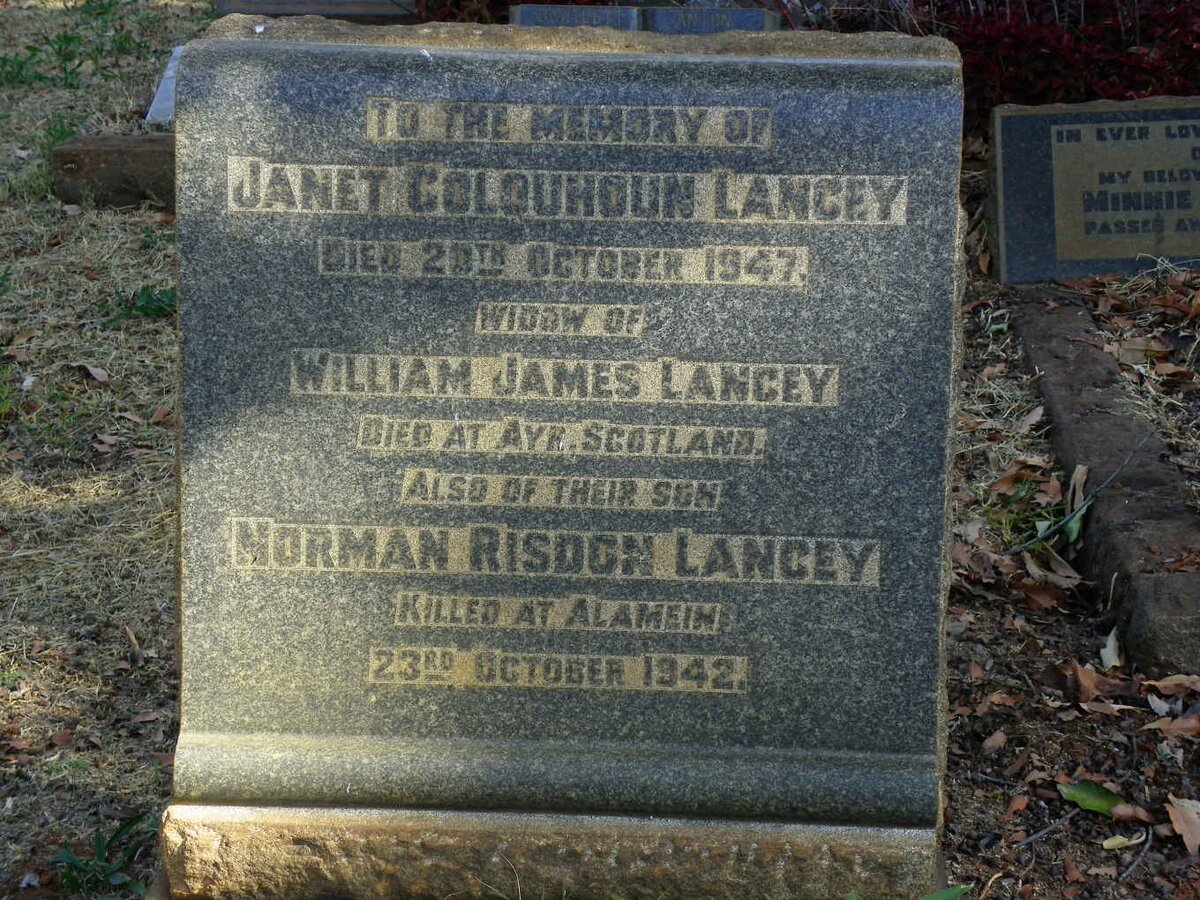 ANTON
TO THE MEMORY OF
JANET COLQUHOUN LANCEY
DIED 28TH OCTOBER 1947.
WIDOW OF
WILLIAM JAMES LANCEY
DIED AT AYR, SCOTLAND.
ALSO OF THEIR SON
NORMAN RISDON LANCEY
KILLED AT ALAMEIN
23RD OCTOBER 1942.
IN EVER LOV
MY BELOV
MINNIE
PASSED AW